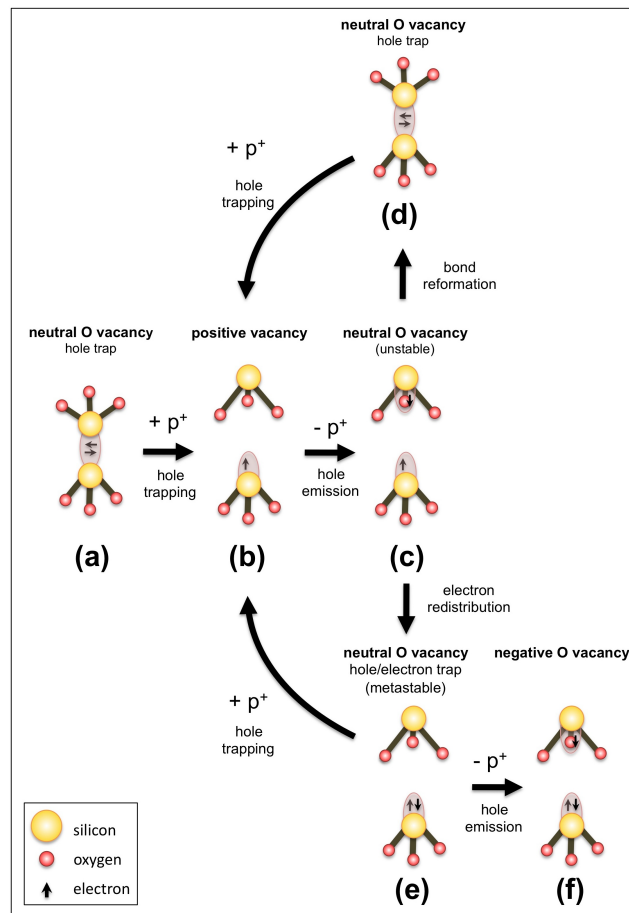 neutral O vacancy
hole trap
+ p⁺
hole
trapping
(d)
bond
reformation
neutral O vacancy
hole trap
positive vacancy
neutral O vacancy
(unstable)
+ p⁺
hole
trapping
- p⁺
hole
emission
(a)
(b)
(c)
electron
redistribution
neutral O vacancy
hole/electron trap
(metastable)
negative O vacancy
+ p⁺
hole
trapping
- p⁺
hole
emission
(e)
(f)
silicon
oxygen
electron